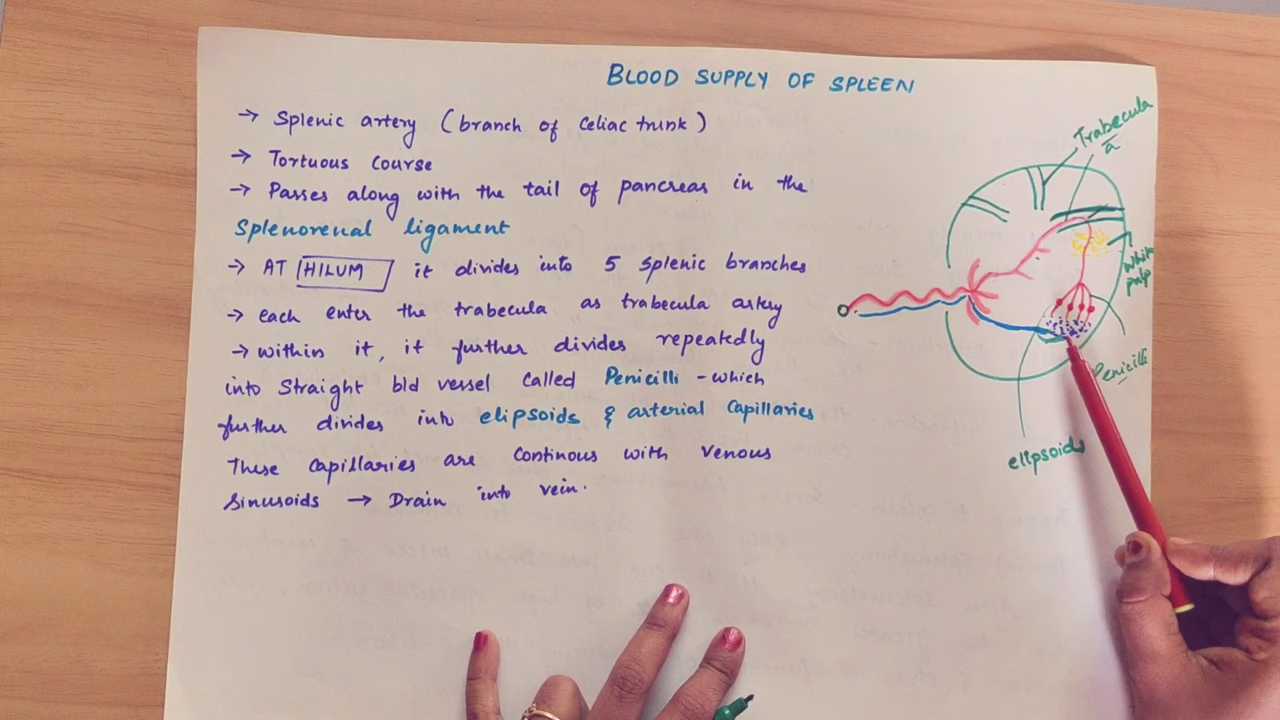 BLOOD SUPPLY OF SPLEEN
→ Splenic artery (branch of Celiac trunk)
→ Tortuous course
→ Passes along with the tail of pancreas in the
Splenorenal ligament
→ AT HILUM it divides into 5 splenic branches
→ each enter the trabecula as trabecula artery
→ within it, it further divides repeatedly
into straight bld vessel called Penicilli - which
further divides into elipsoids & arterial capillaries
These capillaries are continous with venous
sinusoids → Drain into vein.
Trabecula
a
White
pulp
Penicilli
elipsoids